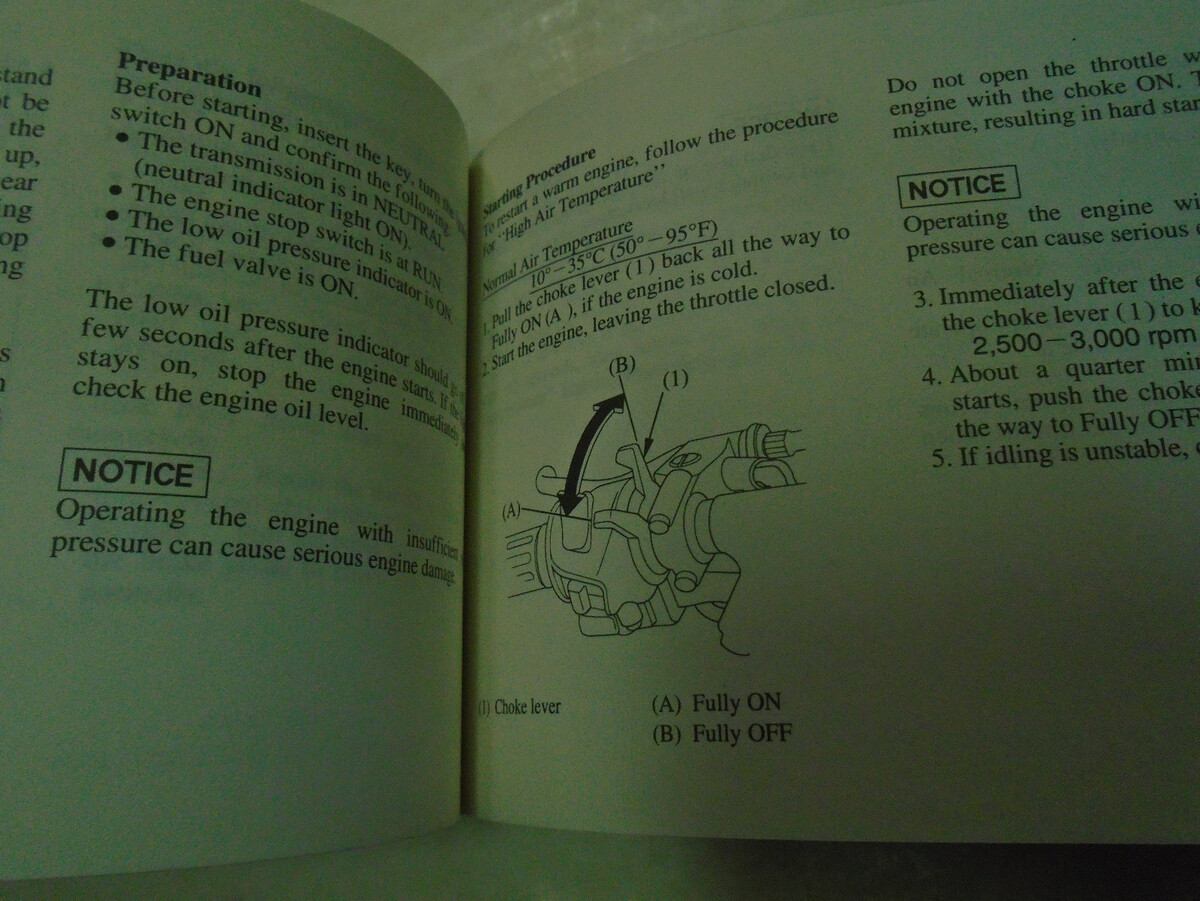 stand
t be
the
up,
ear
ing
op
ng
s
n
Preparation
Before starting, insert the key, turn the
switch ON and confirm the following.
• The transmission is in NEUTRAL
(neutral indicator light ON).
• The engine stop switch is at RUN.
• The low oil pressure indicator is ON.
• The fuel valve is ON.
The low oil pressure indicator should go
few seconds after the engine starts. If the
stays on, stop the engine immediately
check the engine oil level.
NOTICE
Operating the engine with insufficient
pressure can cause serious engine damage.
Starting Procedure
To restart a warm engine, follow the procedure
for "High Air Temperature"
Normal Air Temperature
10°－35°C (50°－95°F)
1. Pull the choke lever (1) back all the way to
Fully ON (A ), if the engine is cold.
2. Start the engine, leaving the throttle closed.
(B)
(1)
(A)
(1) Choke lever
(A) Fully ON
(B) Fully OFF
Do not open the throttle w
engine with the choke ON. T
mixture, resulting in hard star
NOTICE
Operating the engine wi
pressure can cause serious e
3. Immediately after the e
the choke lever (1) to k
2,500－3,000 rpm
4. About a quarter min
starts, push the choke
the way to Fully OFF
5. If idling is unstable,